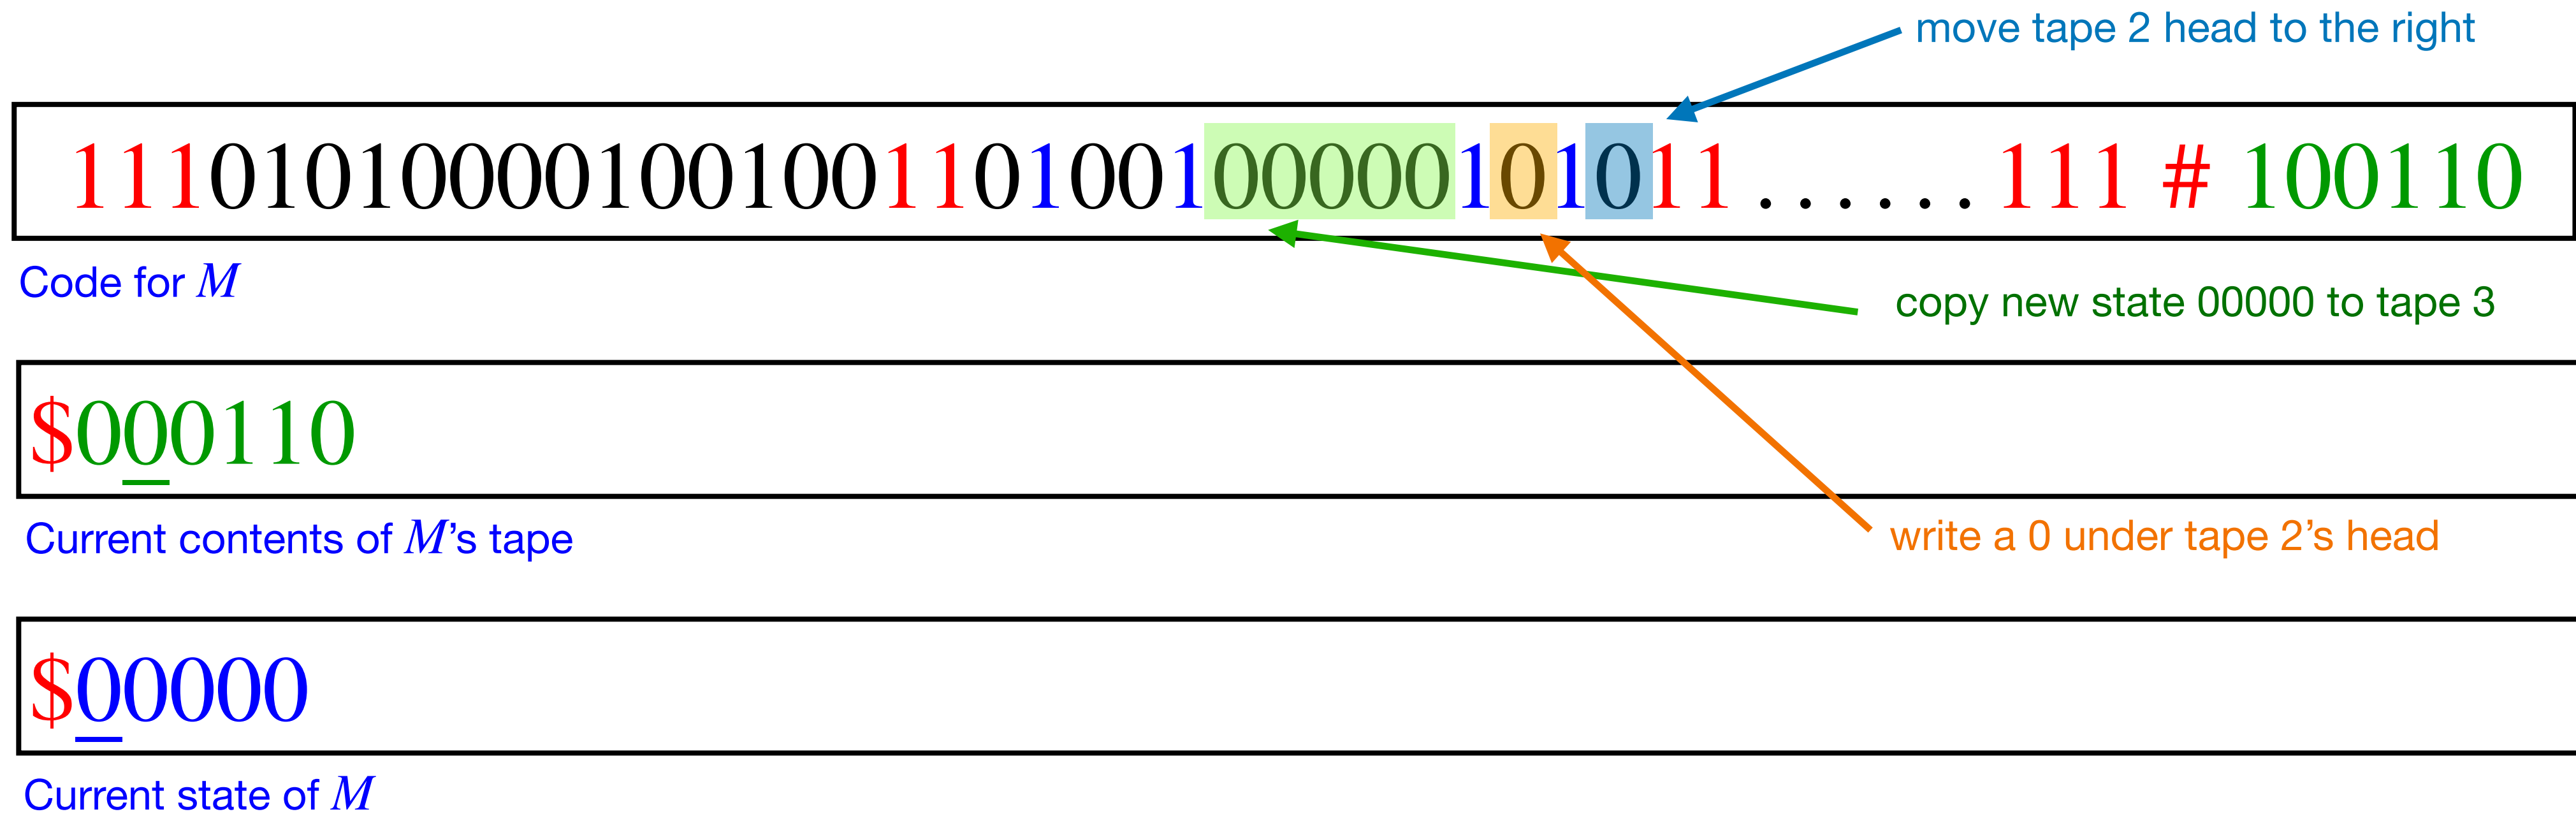 move tape 2 head to the right
11101010000100100110100100000101011 . . . . . . 111 # 100110
Code for M
copy new state 00000 to tape 3
$000110
Current contents of M’s tape
write a 0 under tape 2’s head
$00000
Current state of M